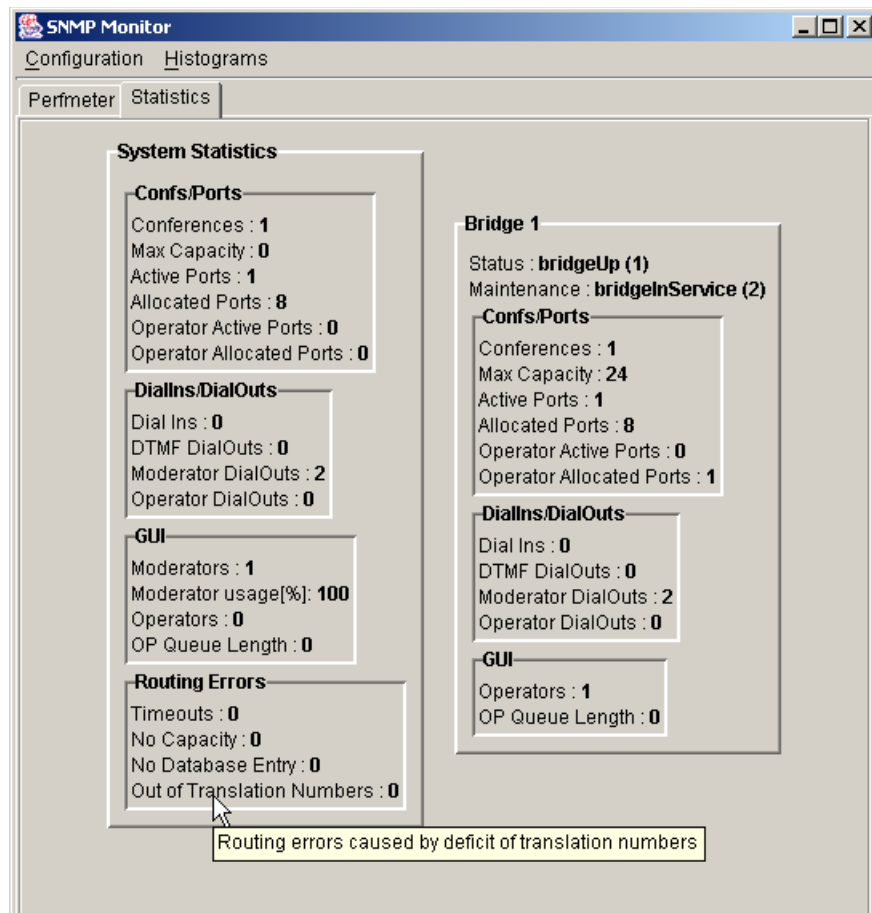 SNMP Monitor
Configuration Histograms
Perfmeter Statistics
System Statistics
Confs/Ports
Conferences : 1
Max Capacity : 0
Active Ports : 1
Allocated Ports : 8
Operator Active Ports : 0
Operator Allocated Ports : 0
DialIns/DialOuts
Dial Ins : 0
DTMF DialOuts : 0
Moderator DialOuts : 2
Operator DialOuts : 0
GUI
Moderators : 1
Moderator usage[%]: 100
Operators : 0
OP Queue Length : 0
Routing Errors
Timeouts : 0
No Capacity : 0
No Database Entry : 0
Out of Translation Numbers : 0
Routing errors caused by deficit of translation numbers
Bridge 1
Status : bridgeUp (1)
Maintenance : bridgeInService (2)
Confs/Ports
Conferences : 1
Max Capacity : 24
Active Ports : 1
Allocated Ports : 8
Operator Active Ports : 0
Operator Allocated Ports : 1
DialIns/DialOuts
Dial Ins : 0
DTMF DialOuts : 0
Moderator DialOuts : 2
Operator DialOuts : 0
GUI
Operators : 1
OP Queue Length : 0